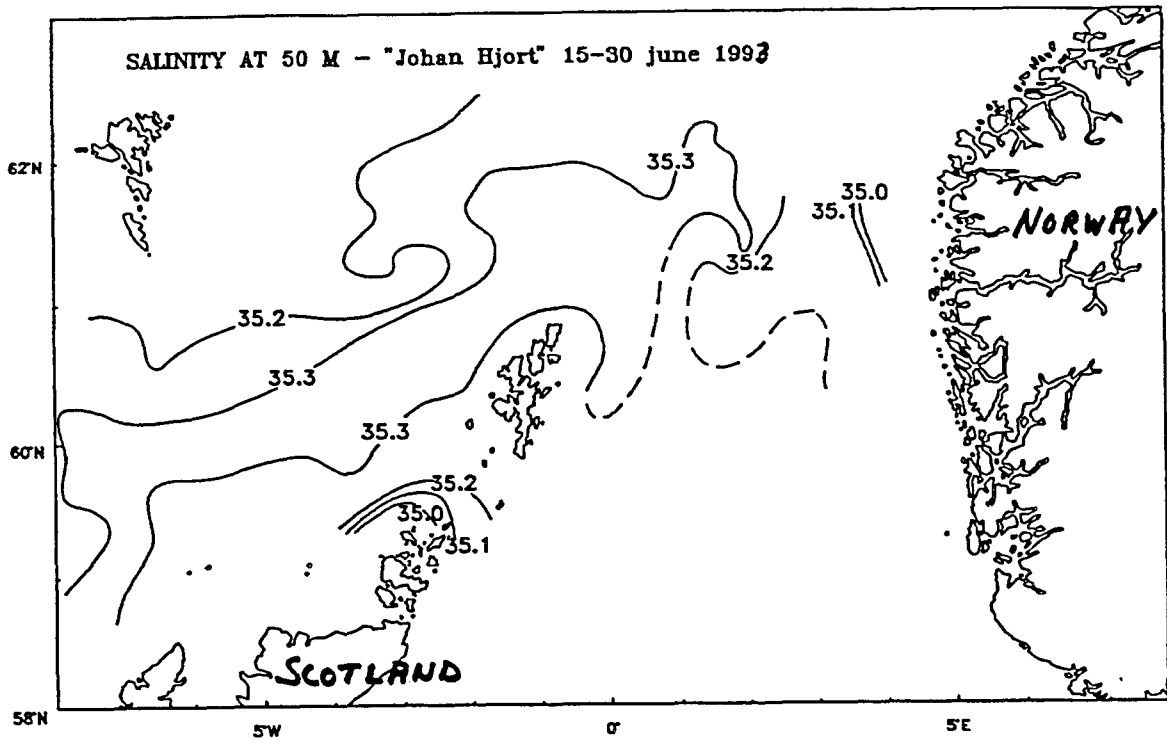 SALINITY AT 50 M - "Johan Hjort" 15-30 june 1993
62°N
35.3
35.0
35.1
NORWAY
35.2
35.2
35.3
35.3
60°N
35.2
35.0
35.1
SCOTLAND
58°N
5°W
0°
5°E